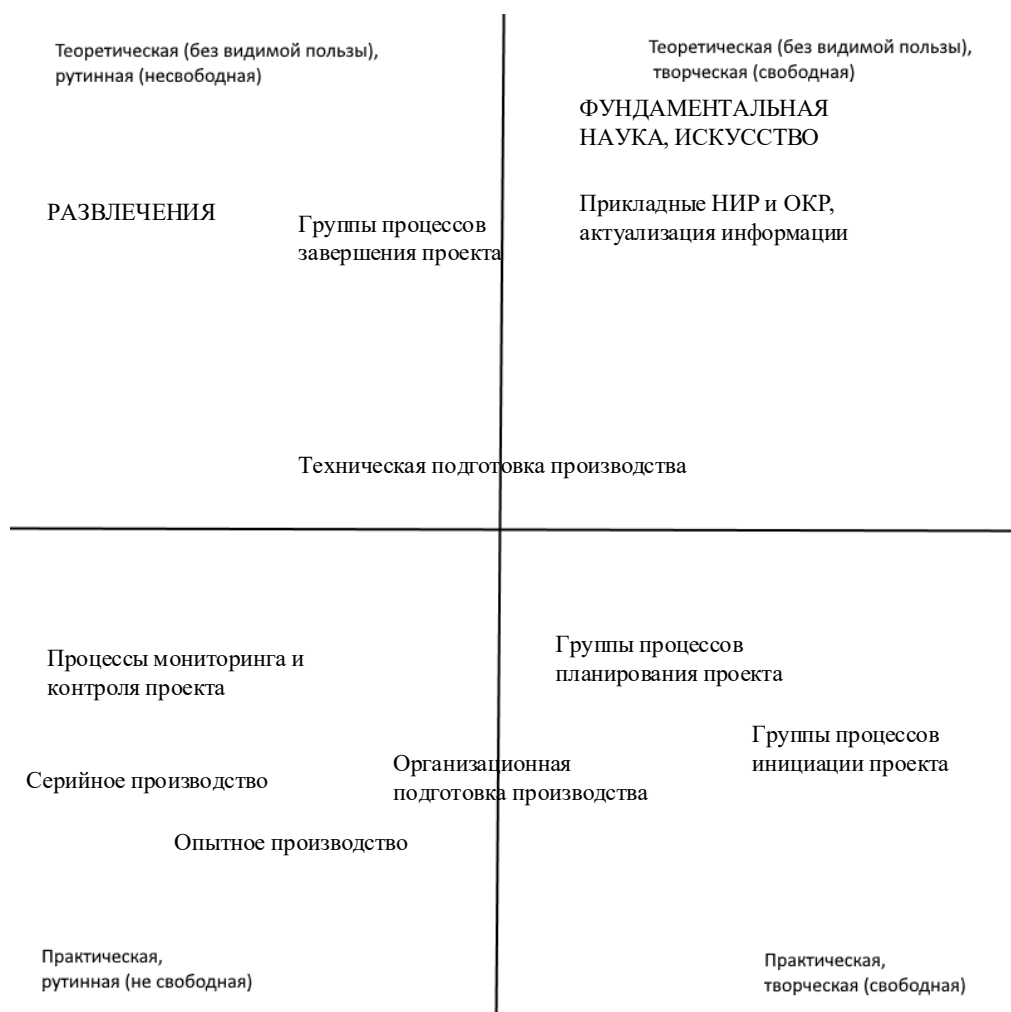 Теоретическая (без видимой пользы),
рутинная (несвободная)
Теоретическая (без видимой пользы),
творческая (свободная)
ФУНДАМЕНТАЛЬНАЯ
НАУКА, ИСКУССТВО
РАЗВЛЕЧЕНИЯ
Группы процессов
завершения проекта
Прикладные НИР и ОКР,
актуализация информации
Техническая подготовка производства
Процессы мониторинга и
контроля проекта
Группы процессов
планирования проекта
Группы процессов
инициации проекта
Серийное производство
Организационная
подготовка производства
Опытное производство
Практическая,
рутинная (не свободная)
Практическая,
творческая (свободная)